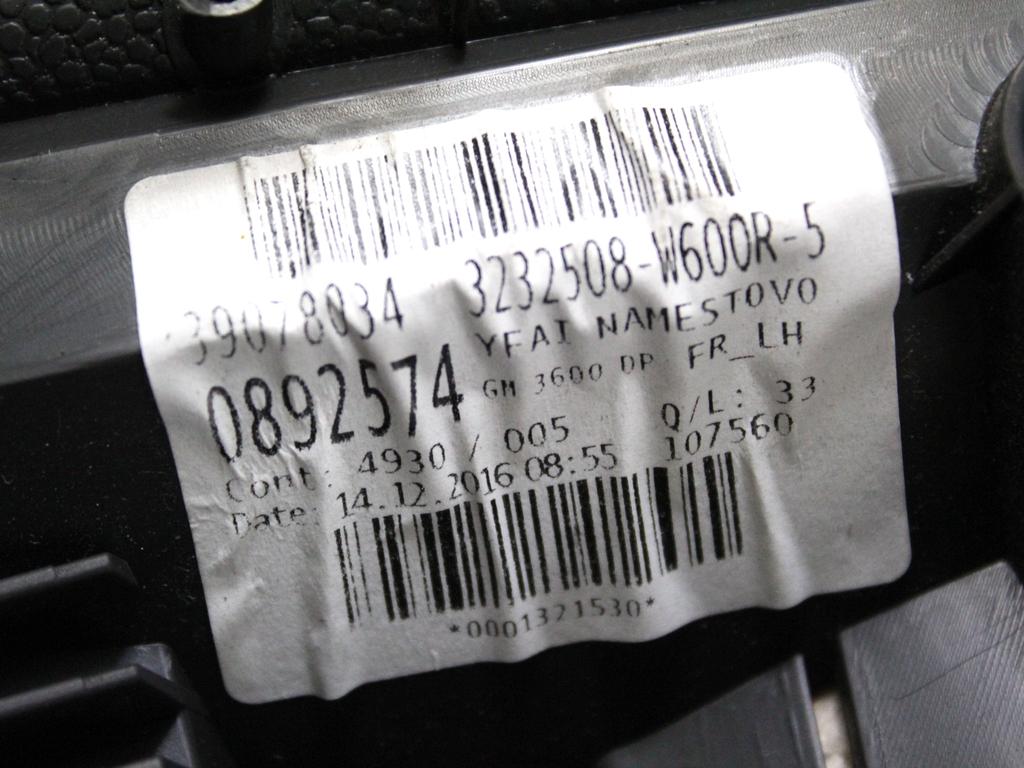 39078034 3232508-W600R-5
0892574 YFAI NAMESTOVO
GM 3600 DP FR_LH
Cont: 4930 / 005 Q/L: 33
Date: 14.12.2016 08:55 107560
*0001321530*